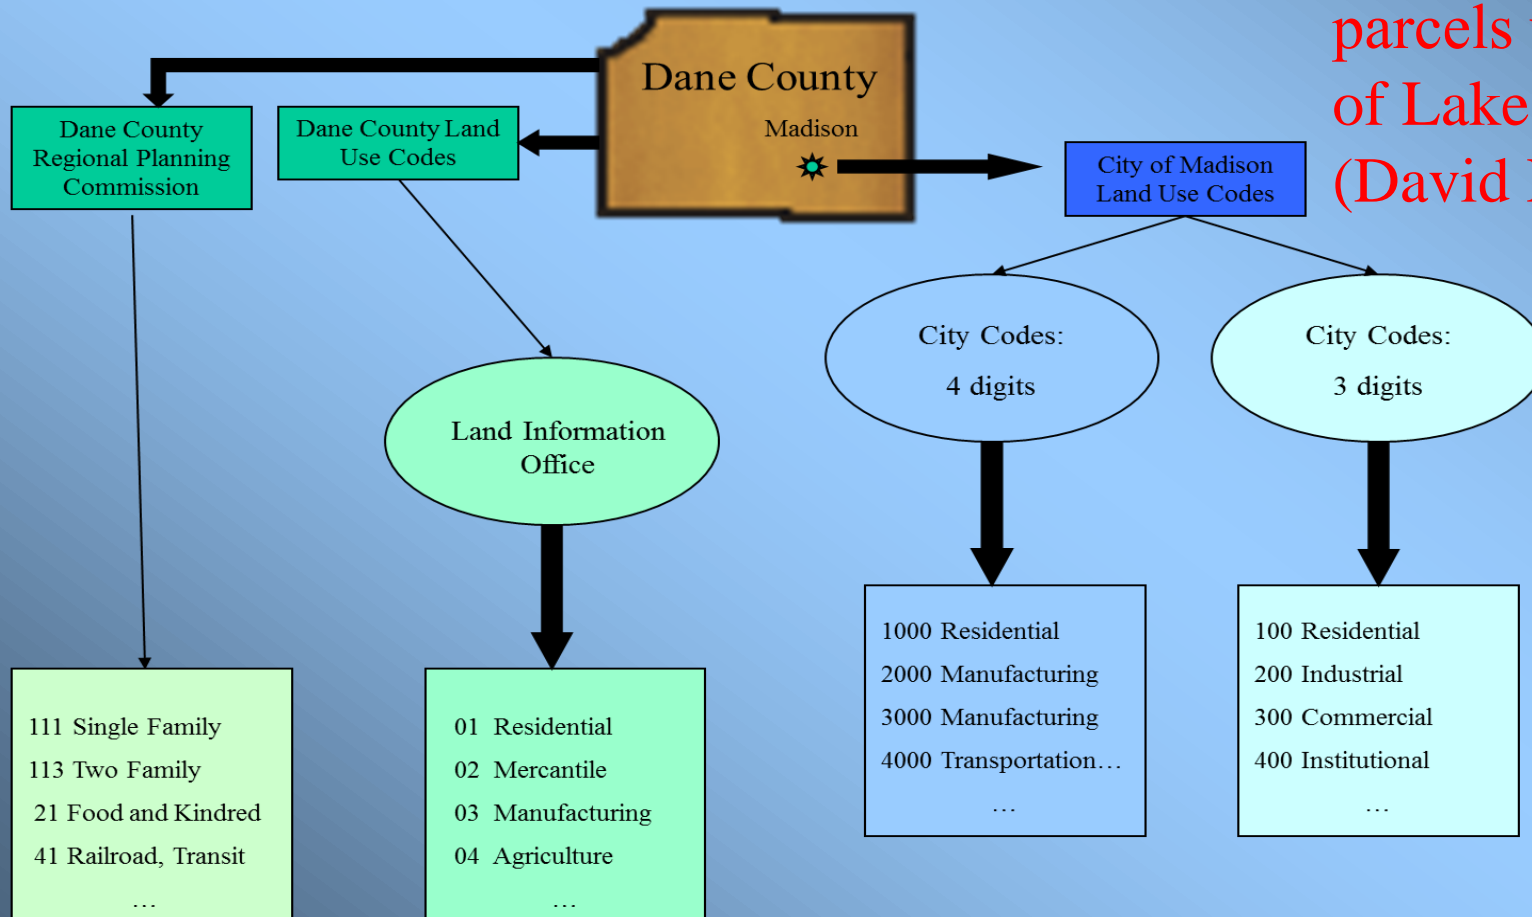 Dane County
Madison
parcels
of Lake
(David
Dane County
Regional Planning
Commission
Dane County Land
Use Codes
City of Madison
Land Use Codes
Land Information
Office
City Codes:
4 digits
City Codes:
3 digits
111 Single Family
113 Two Family
21 Food and Kindred
41 Railroad, Transit
…
01 Residential
02 Mercantile
03 Manufacturing
04 Agriculture
…
1000 Residential
2000 Manufacturing
3000 Manufacturing
4000 Transportation…
…
100 Residential
200 Industrial
300 Commercial
400 Institutional
…